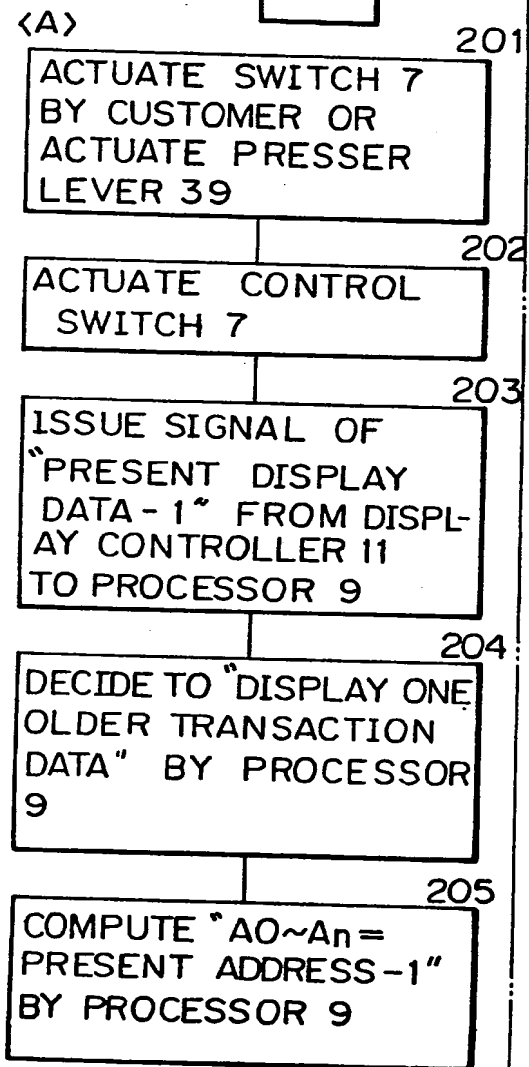 <A>
201
ACTUATE SWITCH 7
BY CUSTOMER OR
ACTUATE PRESSER
LEVER 39
202
ACTUATE CONTROL
SWITCH 7
203
ISSUE SIGNAL OF
"PRESENT DISPLAY
DATA-1" FROM DISPL-
AY CONTROLLER 11
TO PROCESSOR 9
204
DECIDE TO "DISPLAY ONE
OLDER TRANSACTION
DATA" BY PROCESSOR
9
205
COMPUTE "A0~An=
PRESENT ADDRESS-1"
BY PROCESSOR 9